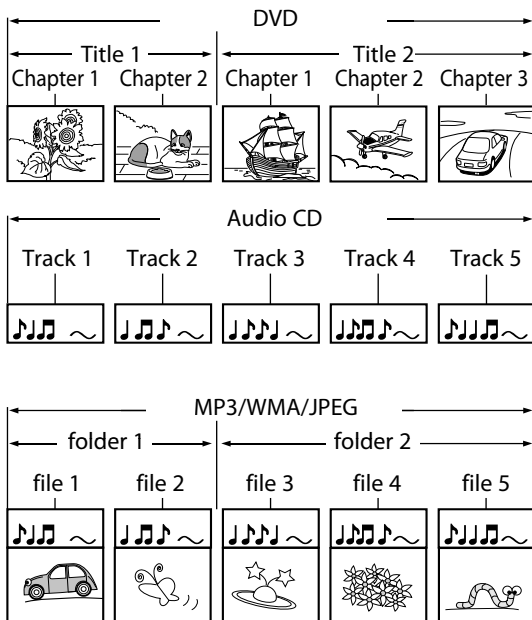 DVD
Title 1 Title 2
Chapter 1 Chapter 2 Chapter 1 Chapter 2 Chapter 3
Audio CD
Track 1 Track 2 Track 3 Track 4 Track 5
MP3/WMA/JPEG
folder 1 folder 2
file 1 file 2 file 3 file 4 file 5